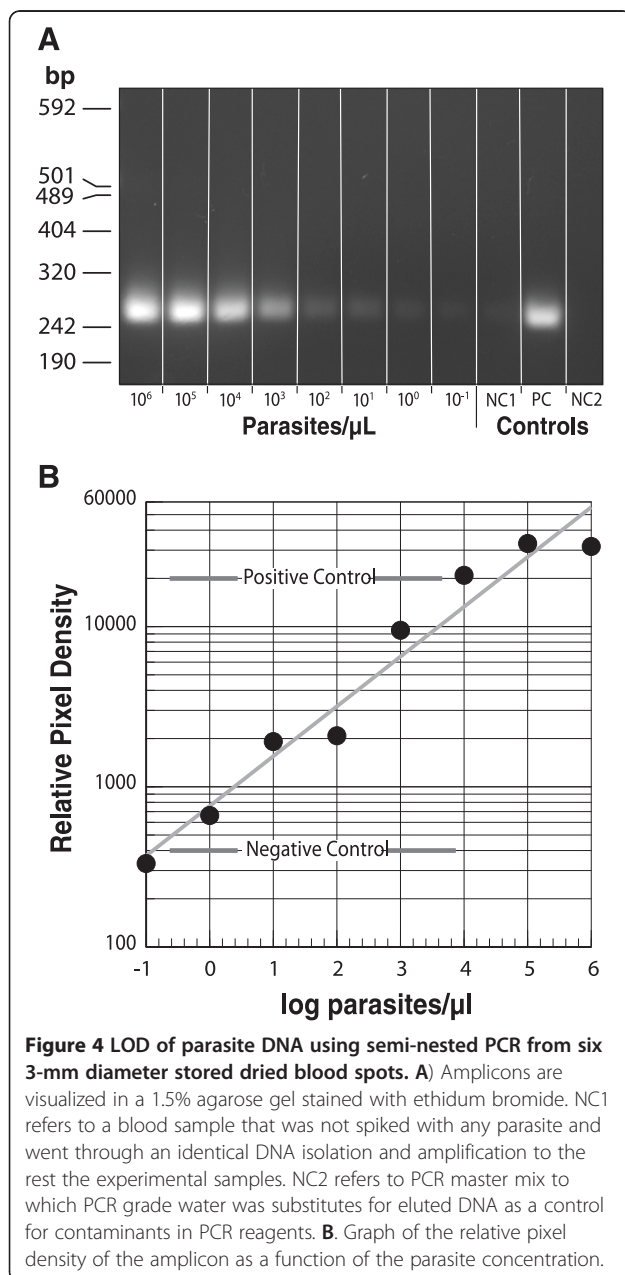 A
bp
592
501
489
404
320
242
190
10⁶ 10⁵ 10⁴ 10³ 10² 10¹ 10⁰ 10⁻¹ NC1 PC NC2
Parasites/µL Controls
B
60000
10000
1000
100
Relative Pixel Density
Positive Control
Negative Control
-1 0 1 2 3 4 5 6
log parasites/µl
Figure 4 LOD of parasite DNA using semi-nested PCR from six
3-mm diameter stored dried blood spots. A) Amplicons are
visualized in a 1.5% agarose gel stained with ethidum bromide. NC1
refers to a blood sample that was not spiked with any parasite and
went through an identical DNA isolation and amplification to the
rest the experimental samples. NC2 refers to PCR master mix to
which PCR grade water was substitutes for eluted DNA as a control
for contaminants in PCR reagents. B. Graph of the relative pixel
density of the amplicon as a function of the parasite concentration.